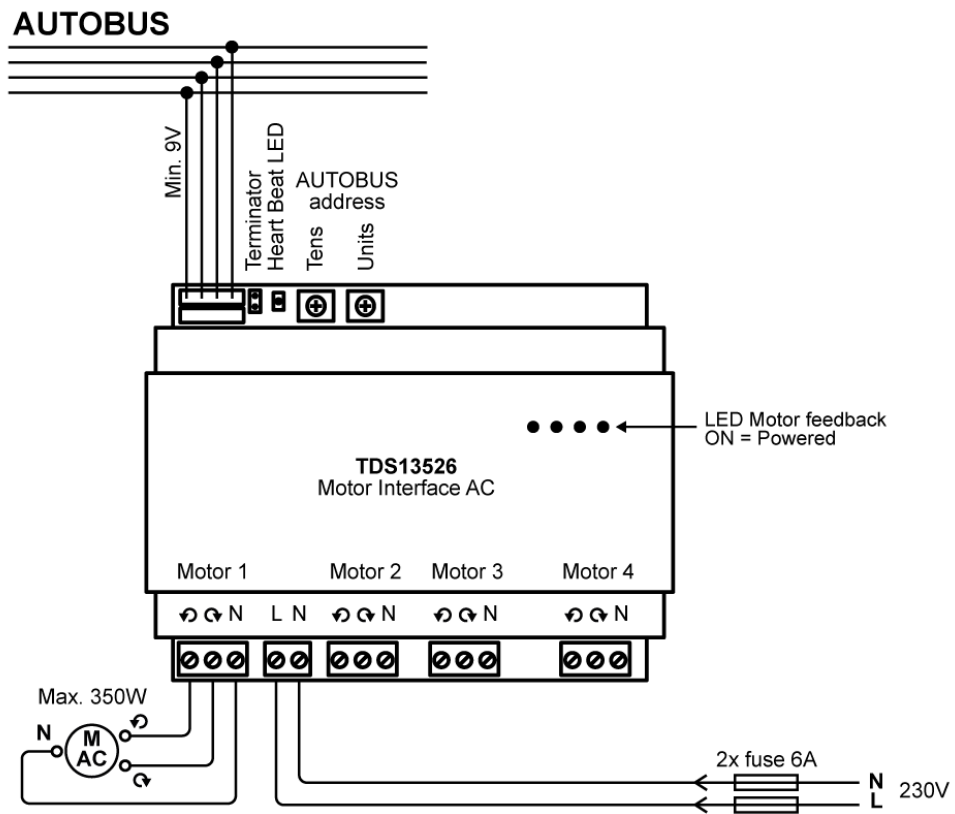 AUTOBUS
Min. 9V
Terminator
Heart Beat LED
AUTOBUS
address
Tens
Units
LED Motor feedback
ON = Powered
TDS13526
Motor Interface AC
Motor 1 Motor 2 Motor 3 Motor 4
N L N N N N
Max. 350W
N
M
AC
2x fuse 6A
N
L
230V